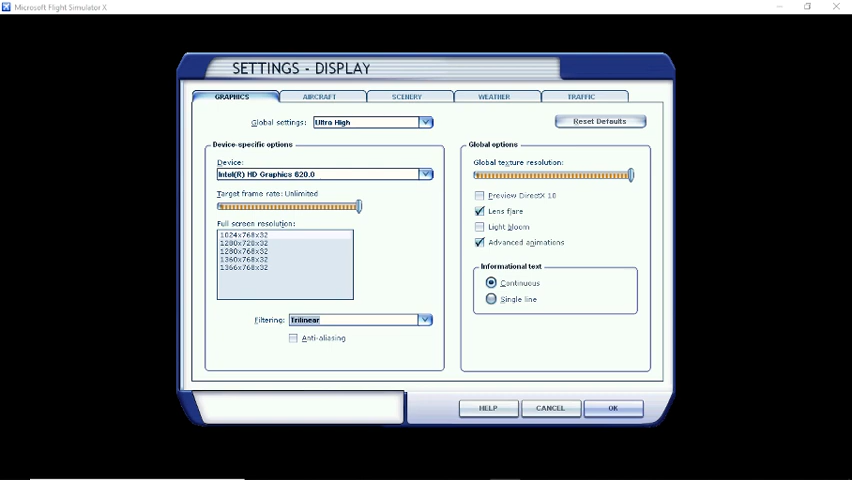 Microsoft Flight Simulator X
SETTINGS - DISPLAY
GRAPHICS AIRCRAFT SCENERY WEATHER TRAFFIC
Global settings: Ultra High
Reset Defaults
Device-specific options
Device:
Intel(R) HD Graphics 620.0
Target frame rate: Unlimited
Full screen resolution:
1024x768x32
1280x720x32
1280x768x32
1360x768x32
1366x768x32
Filtering: Trilinear
Anti-aliasing
Global options
Global texture resolution:
Preview DirectX 10
Lens flare
Light bloom
Advanced animations
Informational text
Continuous
Single line
HELP CANCEL OK